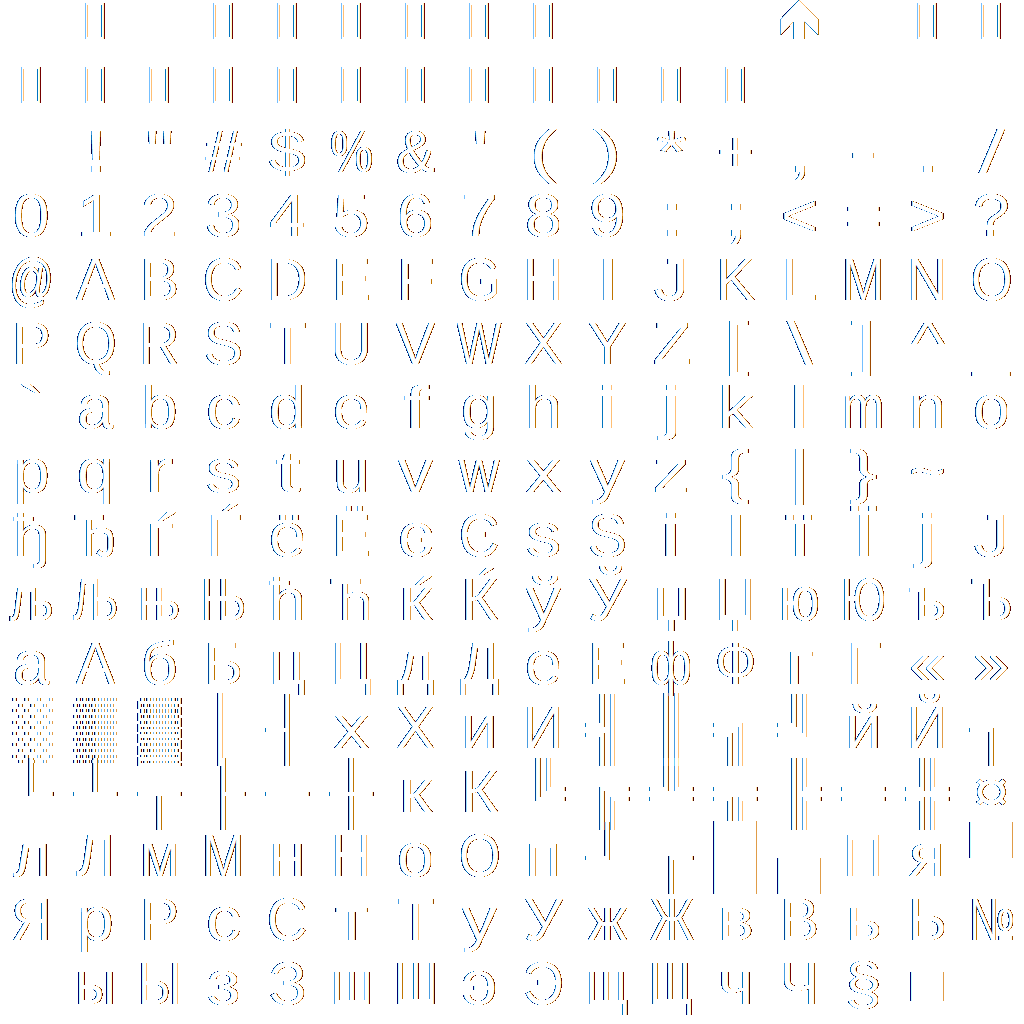 ! " # $ % & ' ( ) * + , - . /
0 1 2 3 4 5 6 7 8 9 : ; < = > ?
@ A B C D E F G H I J K L M N O
P Q R S T U V W X Y Z [ \ ] ^ _
` a b c d e f g h i j k l m n o
p q r s t u v w x y z { | } ~
ђ Ђ ѓ Ѓ ё Ё є Є ѕ Ѕ і І ї Ї ј Ј
љ Љ њ Њ ћ Ћ ќ Ќ ў Ў џ Џ ю Ю ъ Ъ
а А б Б ц Ц д Д е Е ф Ф г Г « »
░ ▒ ▓ │ ┤ х Х и И ╣ ║ ╗ ╝ й Й ┐
└ ┴ ┬ ├ ─ ┼ к К ╚ ╔ ╩ ╦ ╠ ═ ╬ ¤
л Л м М н Н о О п ┘ ┌ █ ▄ П я ▀
Я р Р с С т Т у У ж Ж в В ь Ь №
ы Ы з З ш Ш э Э щ Щ ч Ч § ■